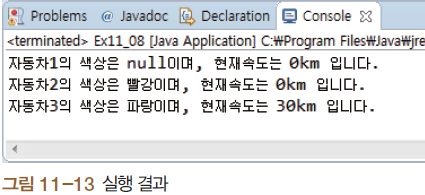 Problems @ Javadoc Declaration Console
<terminated> Ex11_08 [Java Application] C:₩Program Files₩Java₩jre
자동차1의 색상은 null이며, 현재속도는 0km 입니다.
자동차2의 색상은 빨강이며, 현재속도는 0km 입니다.
자동차3의 색상은 파랑이며, 현재속도는 30km 입니다.
그림 11-13 실행 결과